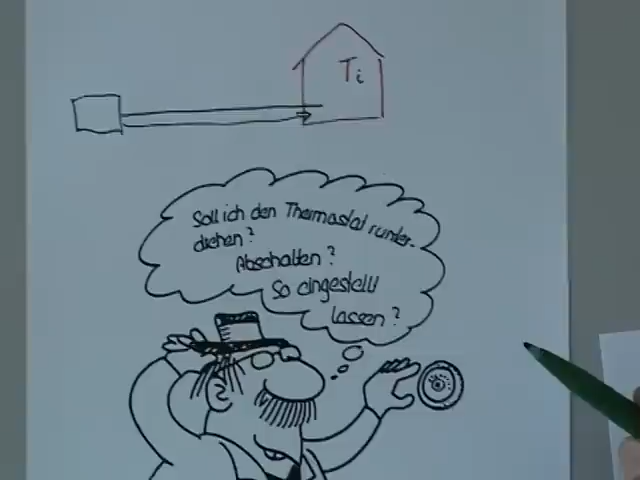 Ti
Soll ich den Thermostat runter-
drehen?
Abschalten?
So eingestellt
lassen?